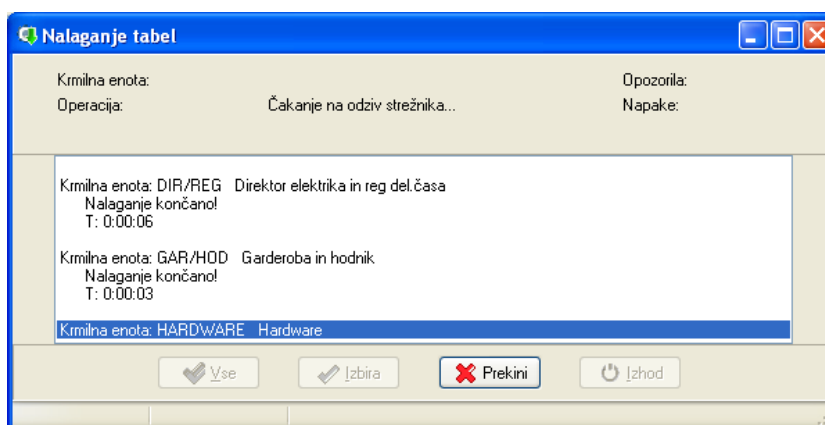 Nalaganje tabel
Krmilna enota:
Opozorila:
Operacija: Čakanje na odziv strežnika...
Napake:
Krmilna enota: DIR/REG Direktor elektrika in reg del.časa
Nalaganje končano!
T: 0:00:06
Krmilna enota: GAR/HOD Garderoba in hodnik
Nalaganje končano!
T: 0:00:03
Krmilna enota: HARDWARE Hardware
Vse
Izbira
Prekini
Izhod